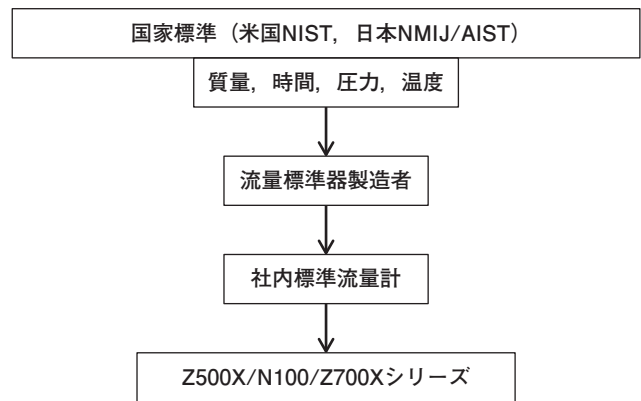 国家標準（米国NIST，日本NMIJ/AIST）
質量，時間，圧力，温度
流量標準器製造者
社内標準流量計
Z500X/N100/Z700Xシリーズ